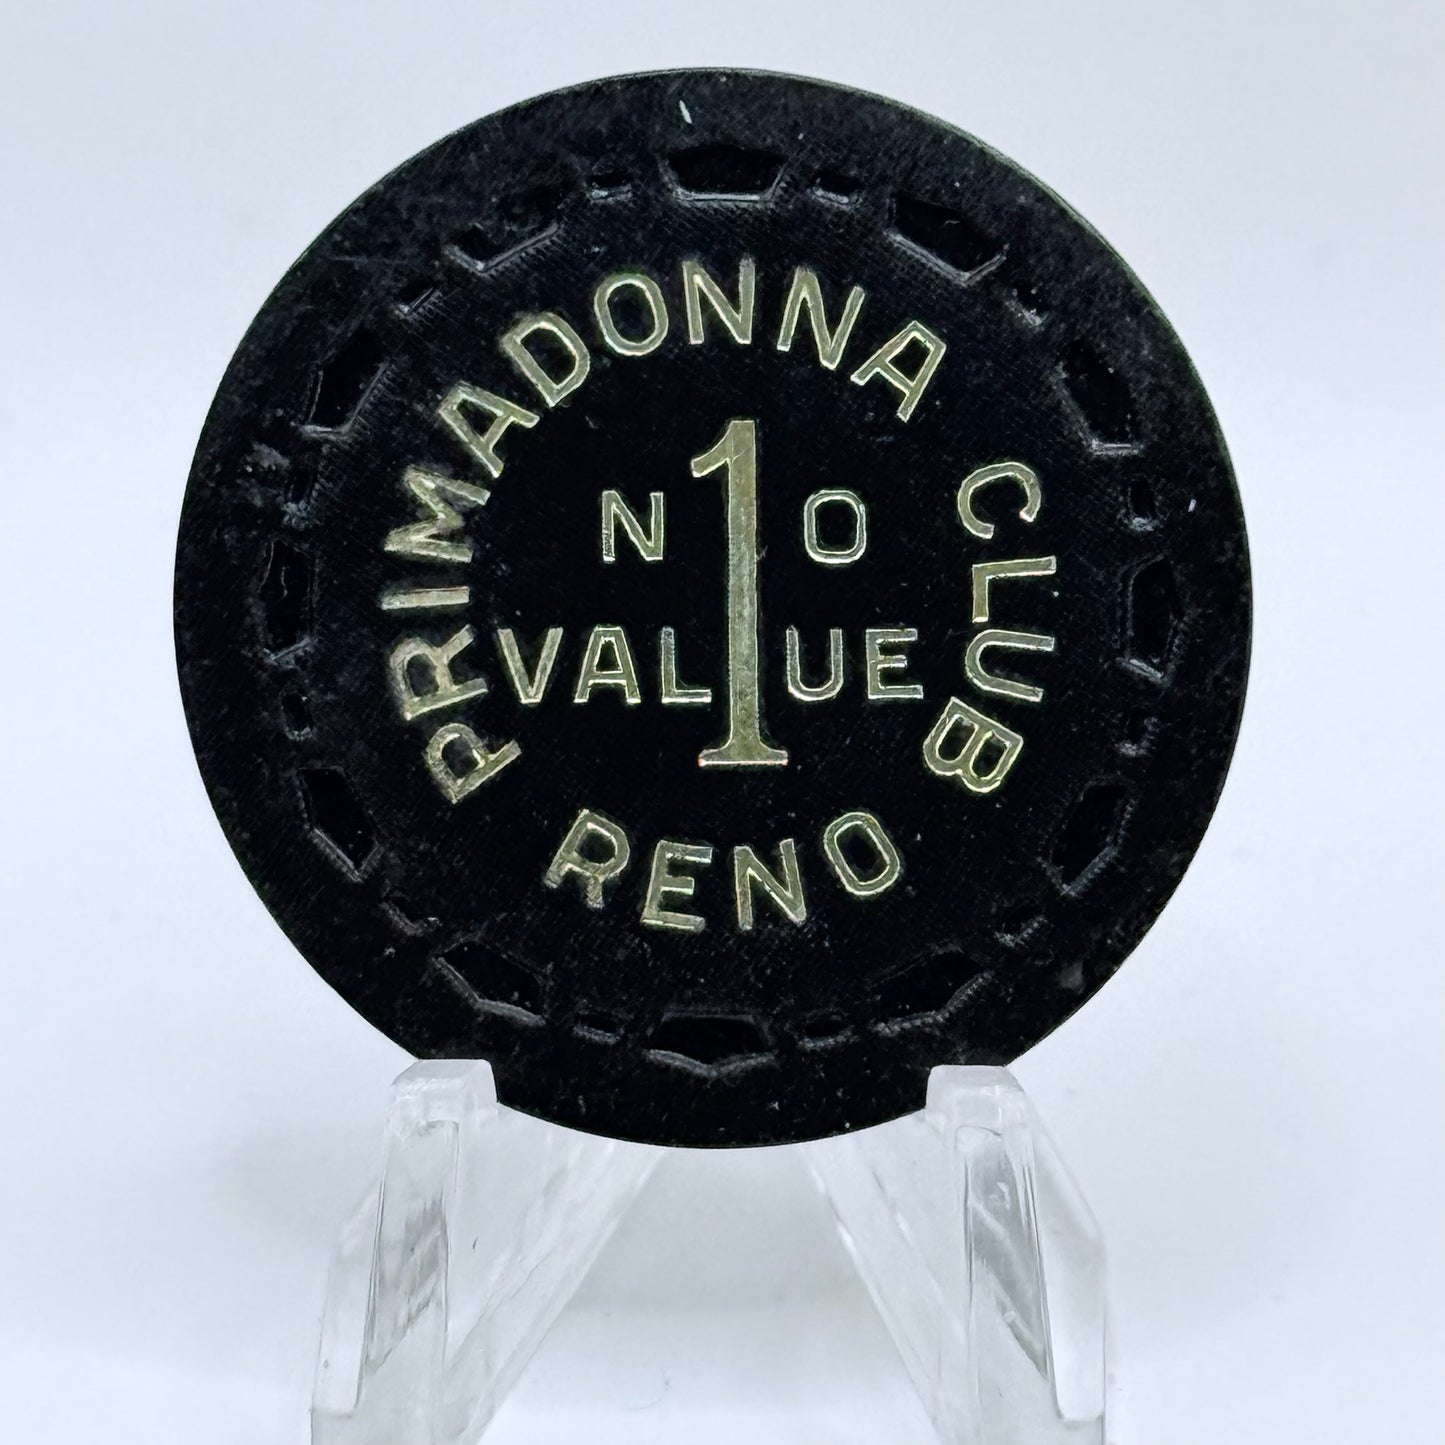 PRIMADONNA CLUB
1
NO
VALUE
RENO